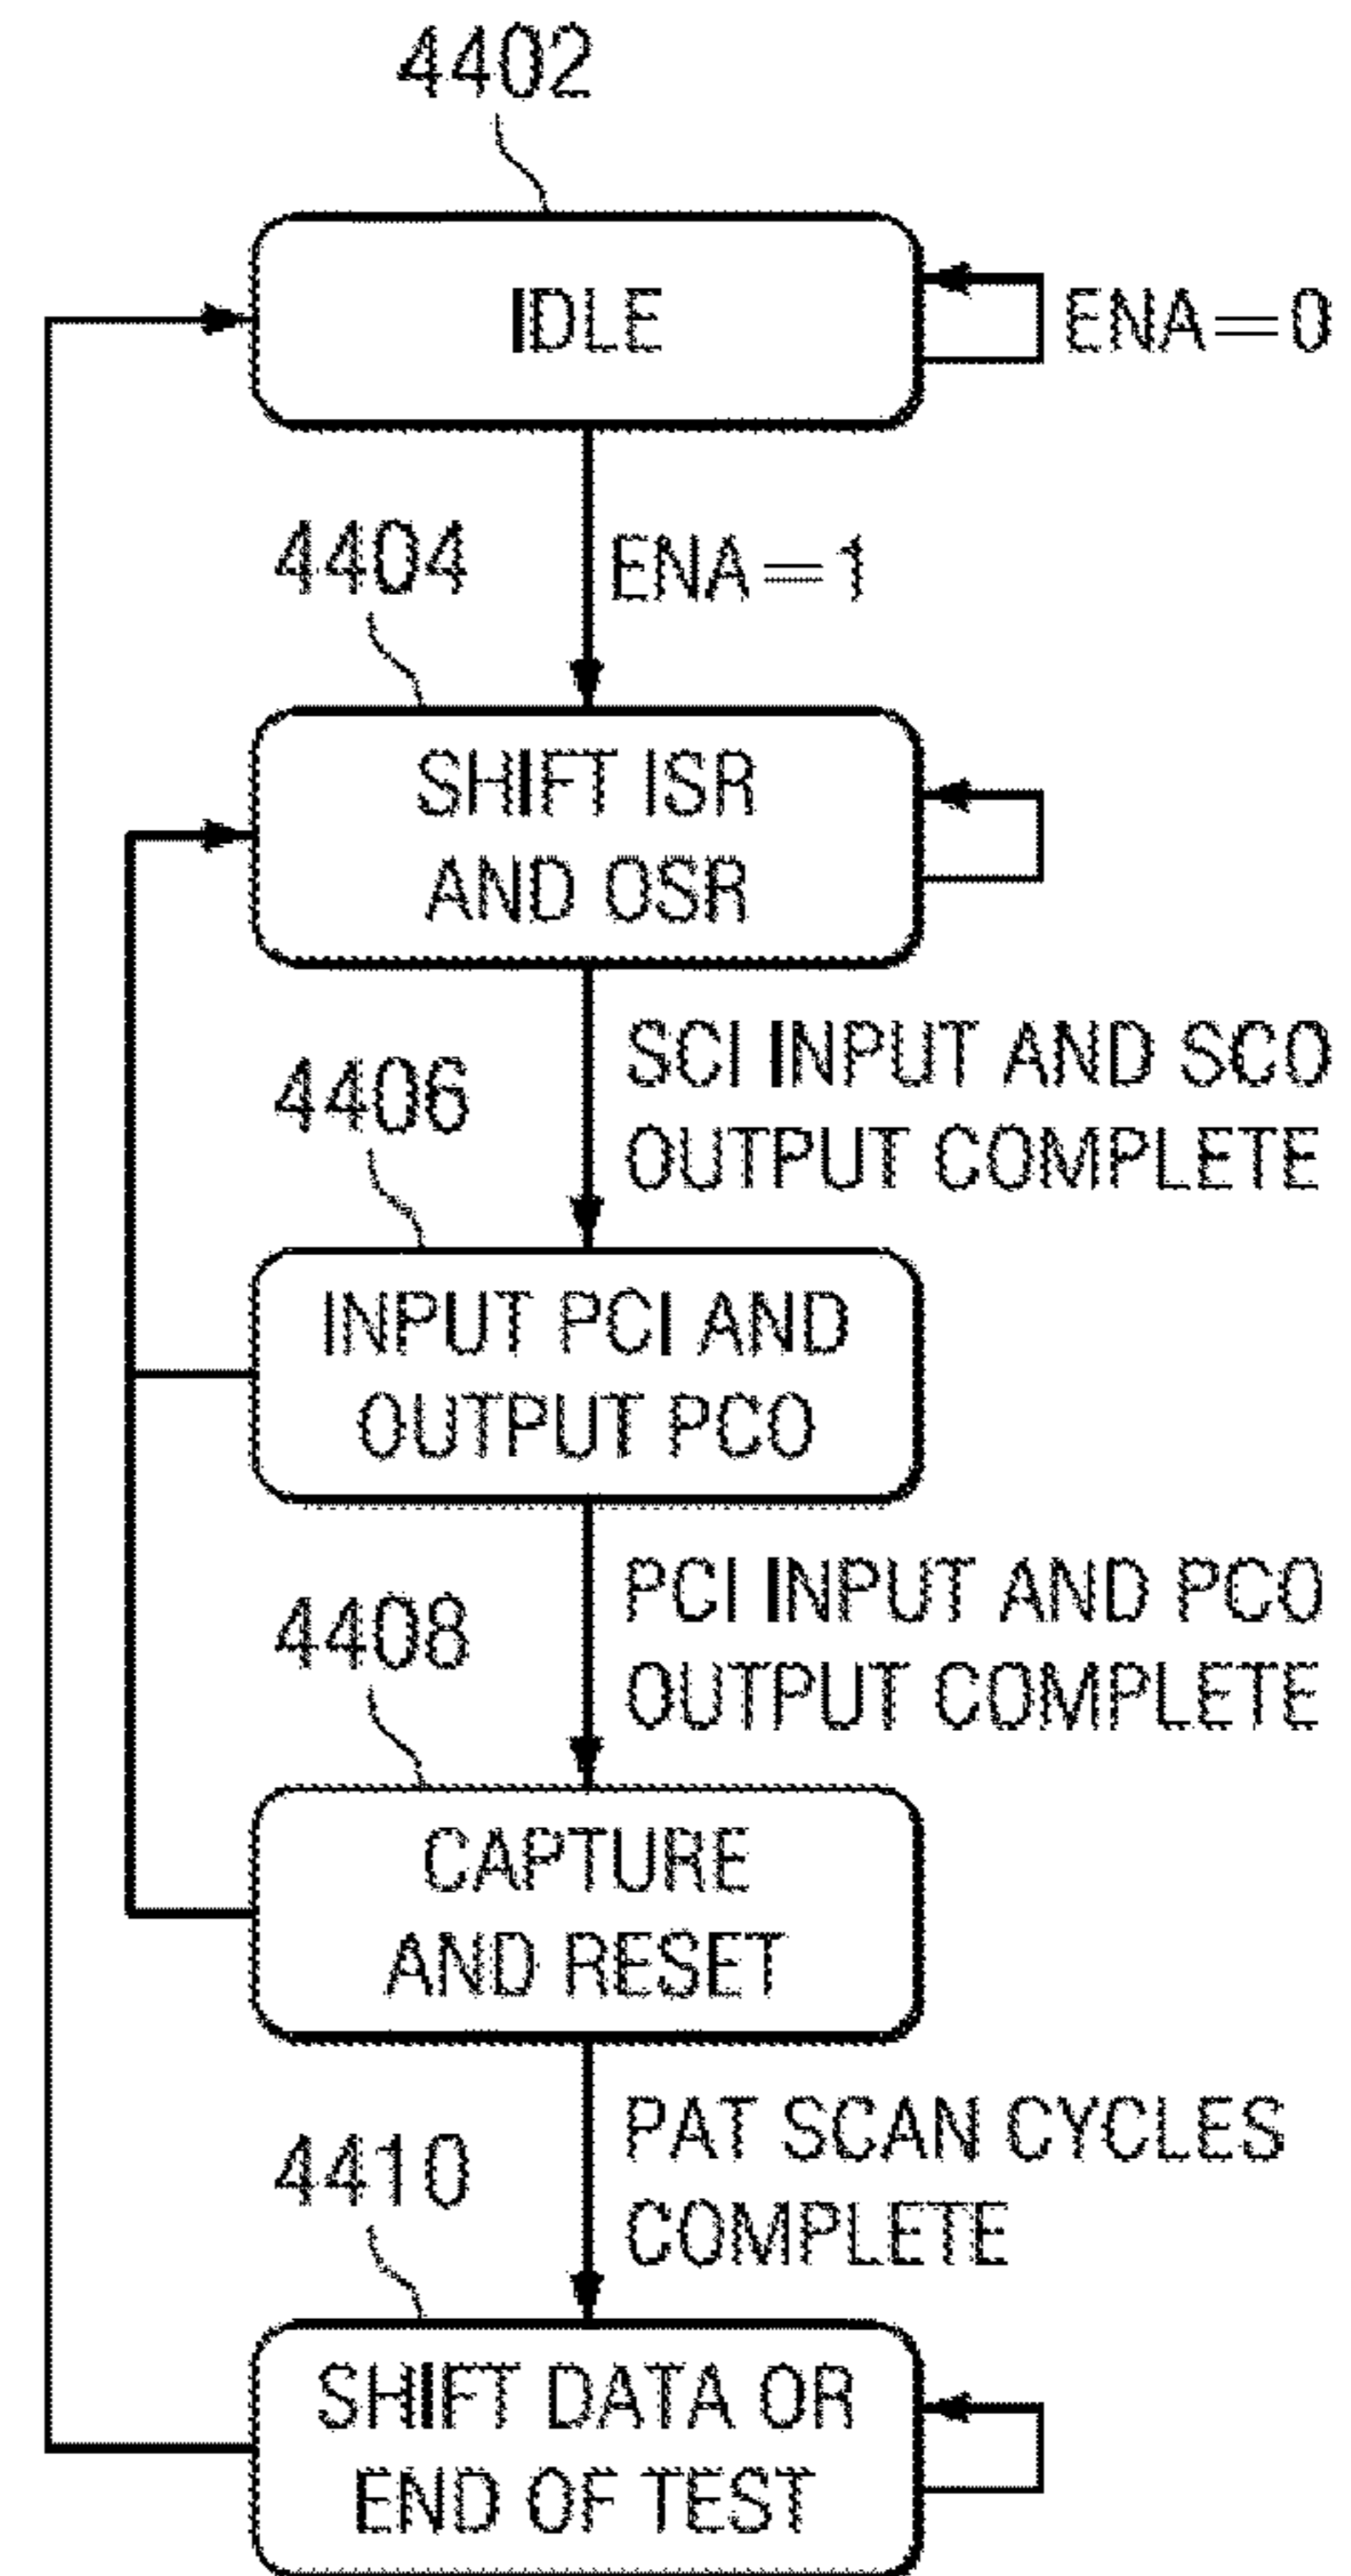 4402
IDLE
ENA=0
4404
ENA=1
SHIFT ISR
AND OSR
4406
SCI INPUT AND SCO
OUTPUT COMPLETE
INPUT PCI AND
OUTPUT PCO
4408
PCI INPUT AND PCO
OUTPUT COMPLETE
CAPTURE
AND RESET
4410
PAT SCAN CYCLES
COMPLETE
SHIFT DATA OR
END OF TEST